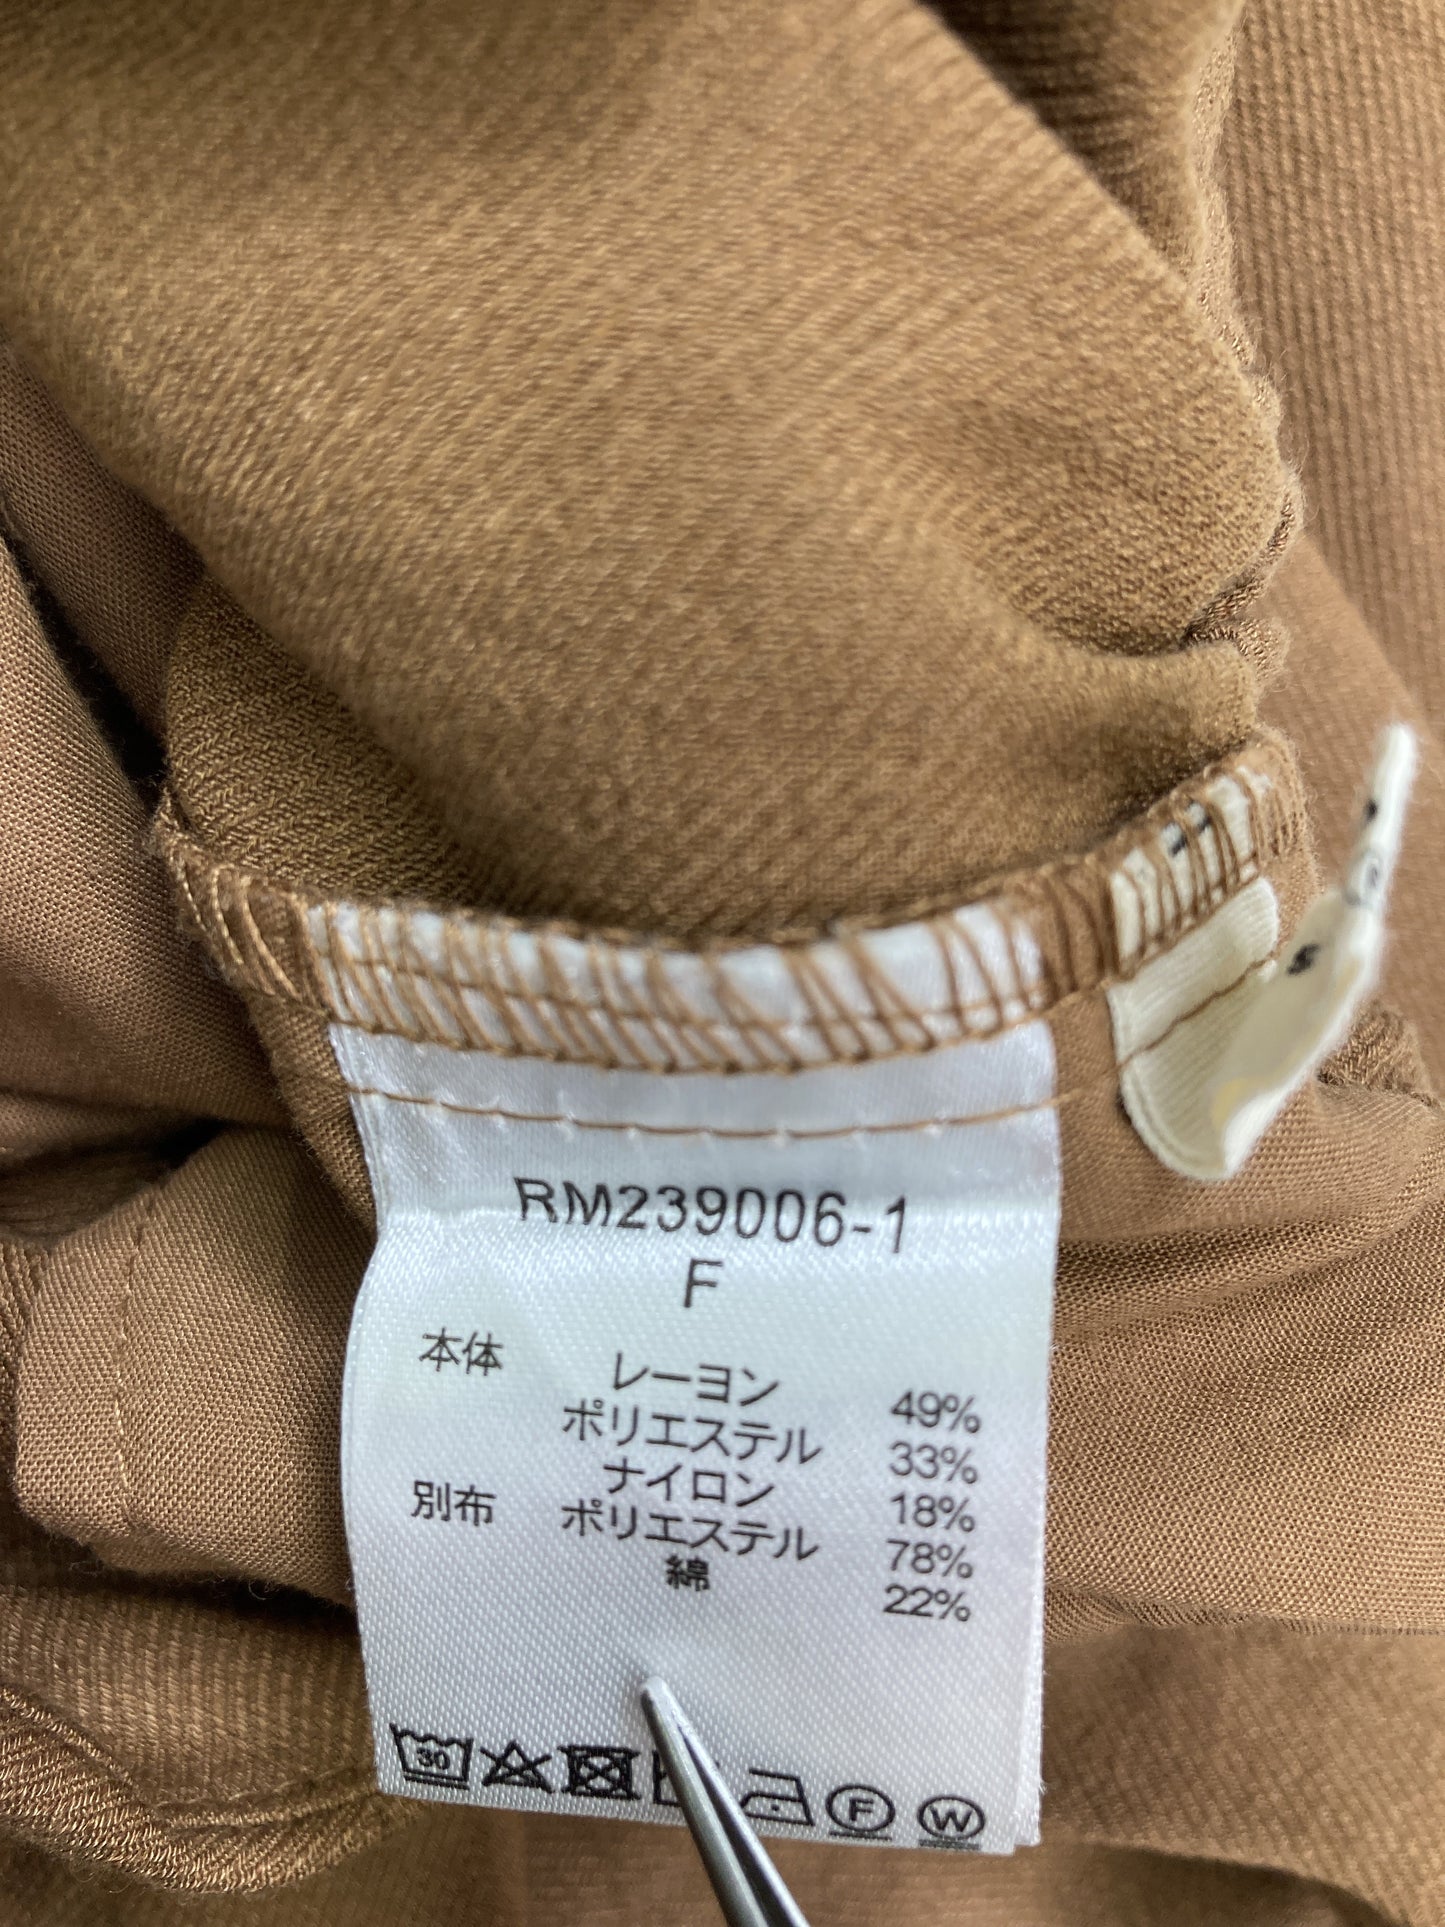 RM239006-1
F
本体 レーヨン 49%
ポリエステル 33%
ナイロン 18%
別布 ポリエステル 78%
綿 22%
30
F
W